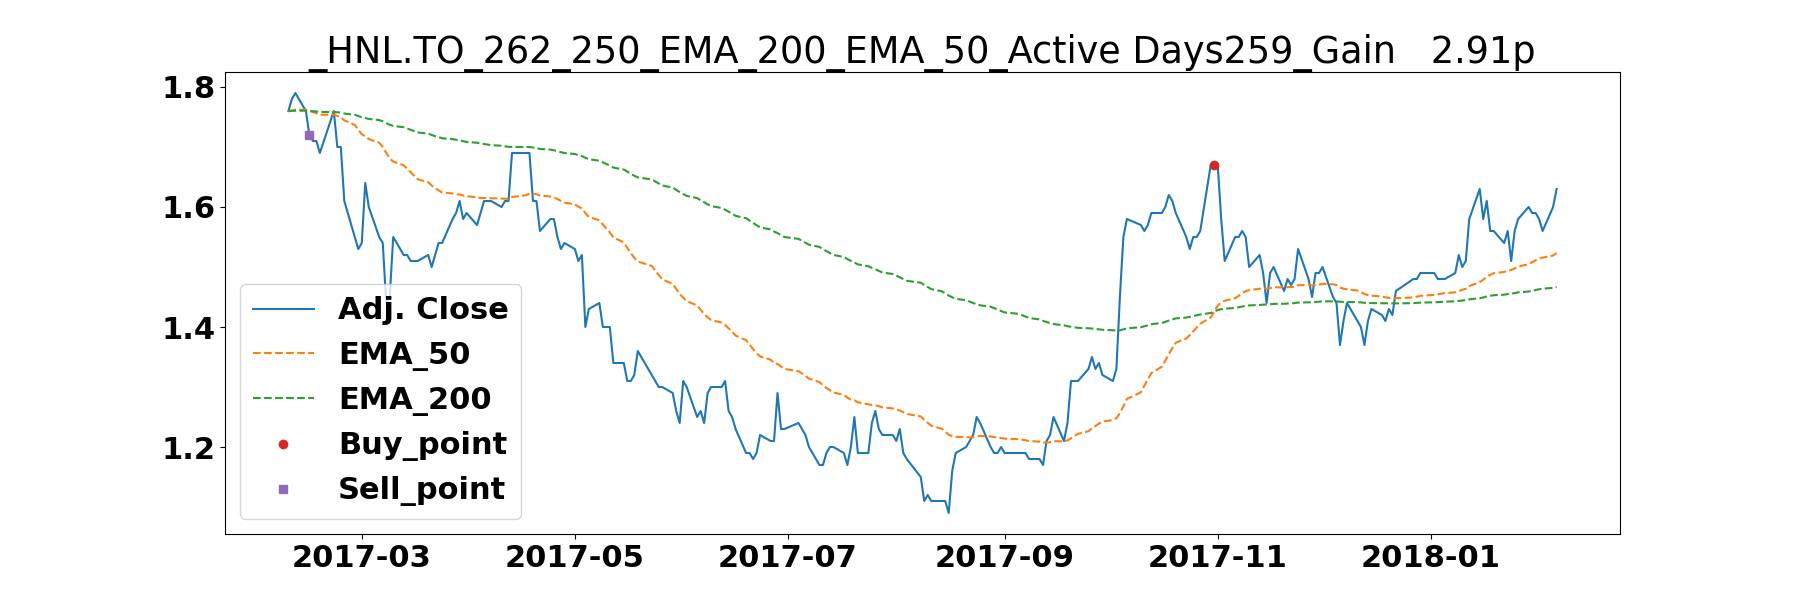 _HNL.TO_262_250_EMA_200_EMA_50_Active Days259_Gain   2.91p
1.8
1.6
1.4
1.2
Adj. Close
EMA_50
EMA_200
Buy_point
Sell_point
2017-03 2017-05 2017-07 2017-09 2017-11 2018-01